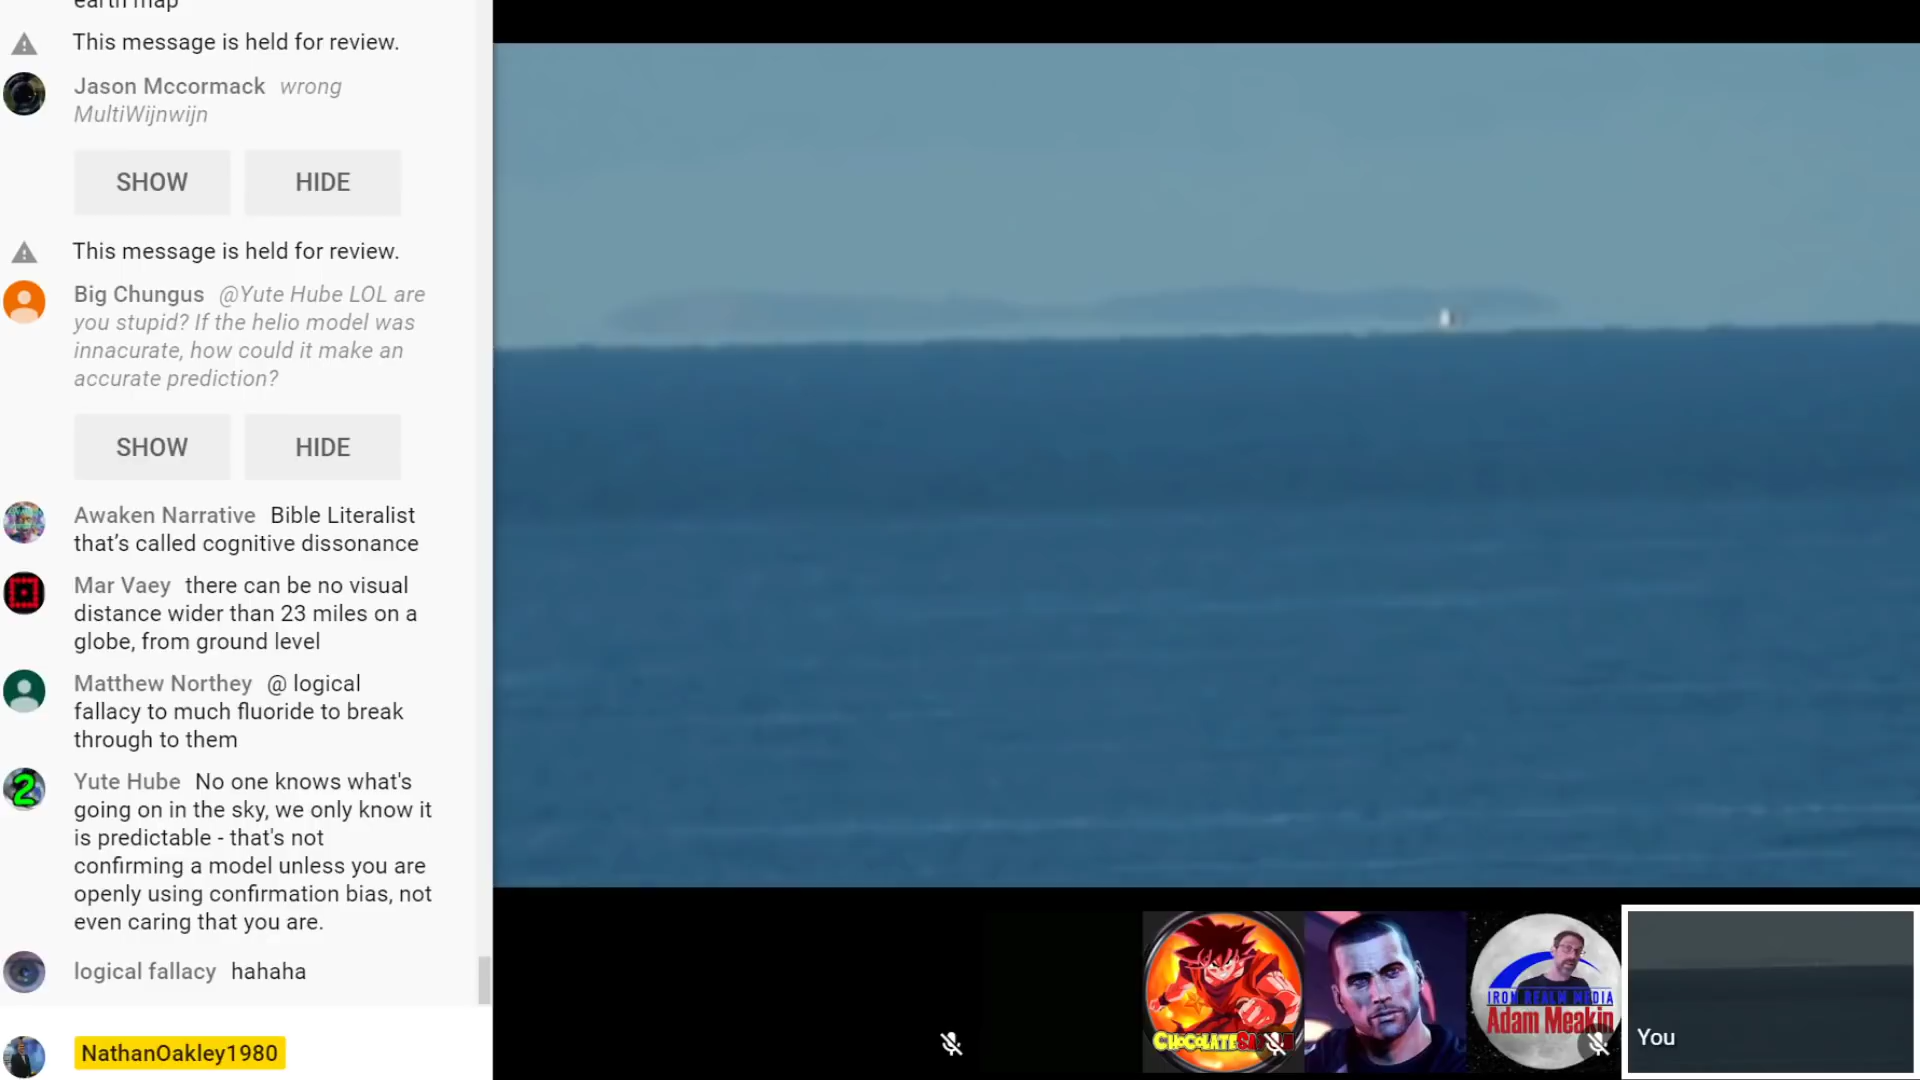 earth map
This message is held for review.
Jason Mccormack wrong
MultiWijnwijn
SHOW HIDE
This message is held for review.
Big Chungus @Yute Hube LOL are
you stupid? If the helio model was
innacurate, how could it make an
accurate prediction?
SHOW HIDE
Awaken Narrative Bible Literalist
that’s called cognitive dissonance
Mar Vaey there can be no visual
distance wider than 23 miles on a
globe, from ground level
Matthew Northey @ logical
fallacy to much fluoride to break
through to them
2
Yute Hube No one knows what's
going on in the sky, we only know it
is predictable - that's not
confirming a model unless you are
openly using confirmation bias, not
even caring that you are.
logical fallacy hahaha
NathanOakley1980
IRON REALM MEDIA
Adam Meakin
You